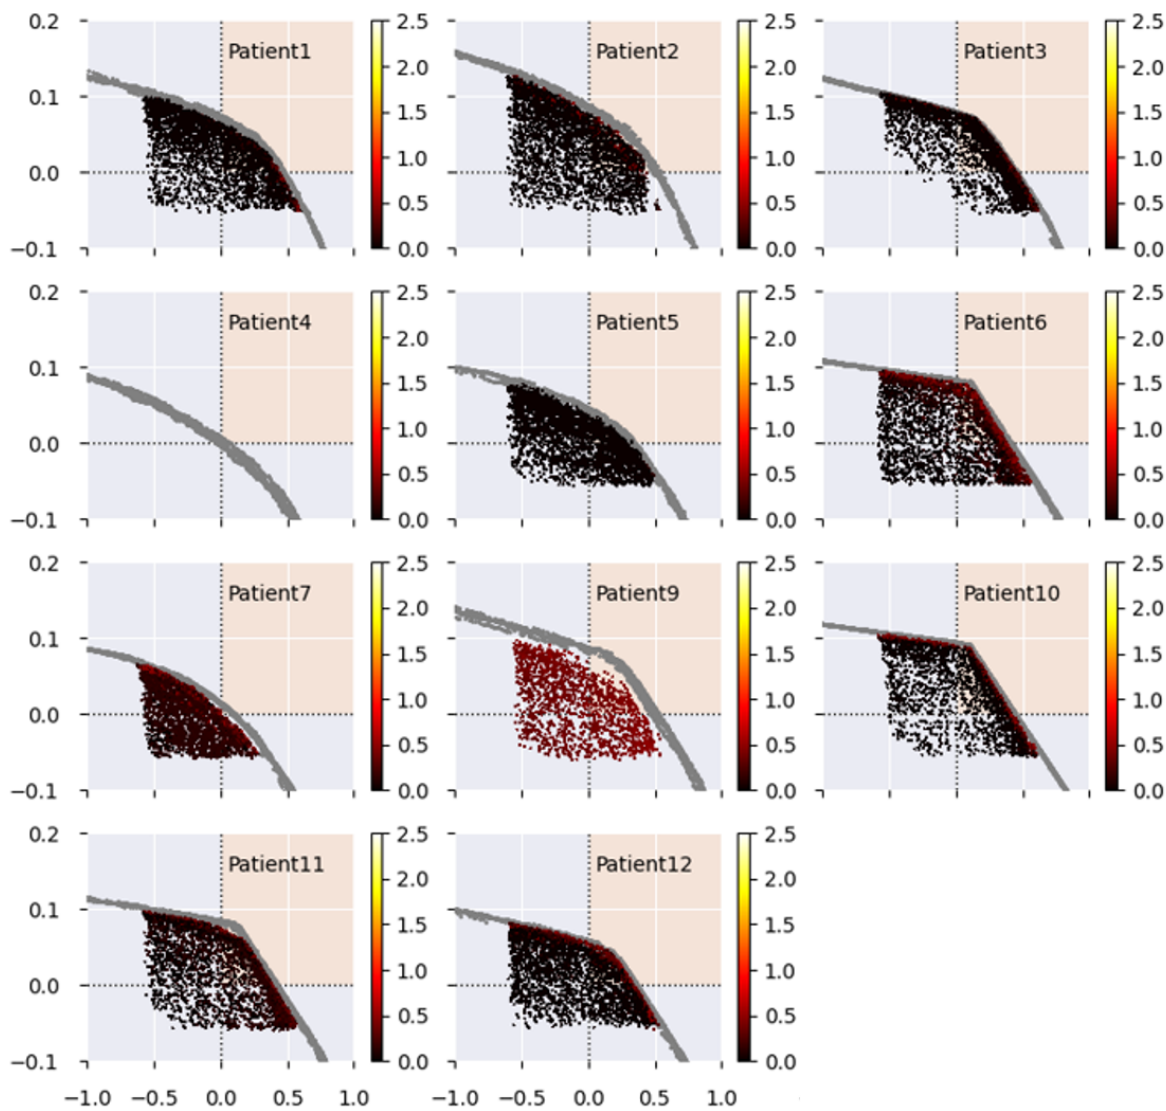 0.2 Patient1 2.5 Patient2 2.5 Patient3 2.5
2.0 2.0 2.0
0.1 1.5 1.5 1.5
0.0 1.0 1.0 1.0
0.5 0.5 0.5
−0.1 0.0 0.0 0.0
0.2 Patient4 2.5 Patient5 2.5 Patient6 2.5
2.0 2.0 2.0
0.1 1.5 1.5 1.5
0.0 1.0 1.0 1.0
0.5 0.5 0.5
−0.1 0.0 0.0 0.0
0.2 Patient7 2.5 Patient9 2.5 Patient10 2.5
2.0 2.0 2.0
0.1 1.5 1.5 1.5
0.0 1.0 1.0 1.0
0.5 0.5 0.5
−0.1 0.0 0.0 0.0
0.2 Patient11 2.5 Patient12 2.5
2.0 2.0
0.1 1.5 1.5
0.0 1.0 1.0
0.5 0.5
−0.1 0.0 0.0
−1.0 −0.5 0.0 0.5 1.0 −1.0 −0.5 0.0 0.5 1.0